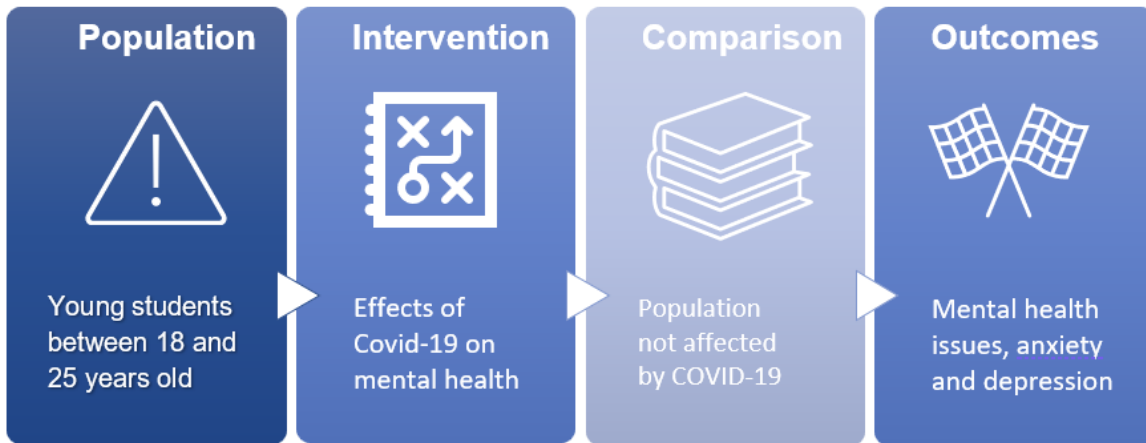 Population
Young students
between 18 and
25 years old
Intervention
Effects of
Covid-19 on
mental health
Comparison
Population
not affected
by COVID-19
Outcomes
Mental health
issues, anxiety
and depression